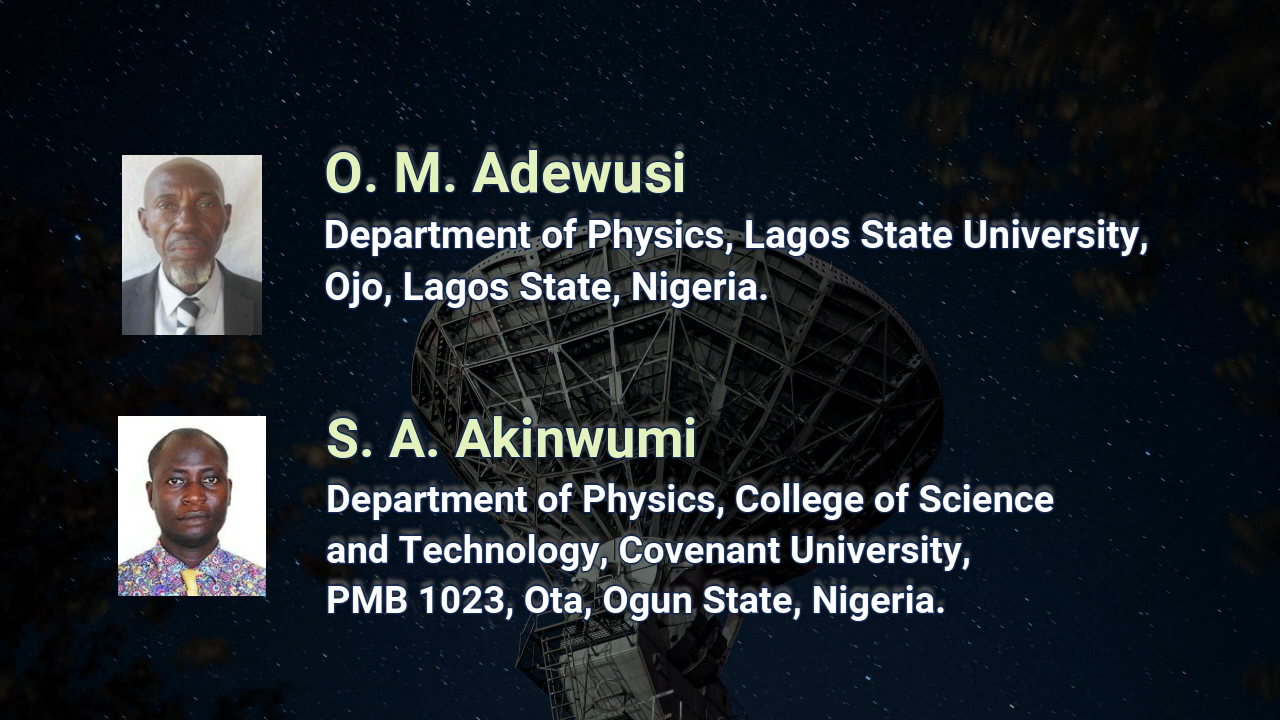 O. M. Adewusi
Department of Physics, Lagos State University,
Ojo, Lagos State, Nigeria.
S. A. Akinwumi
Department of Physics, College of Science
and Technology, Covenant University,
PMB 1023, Ota, Ogun State, Nigeria.